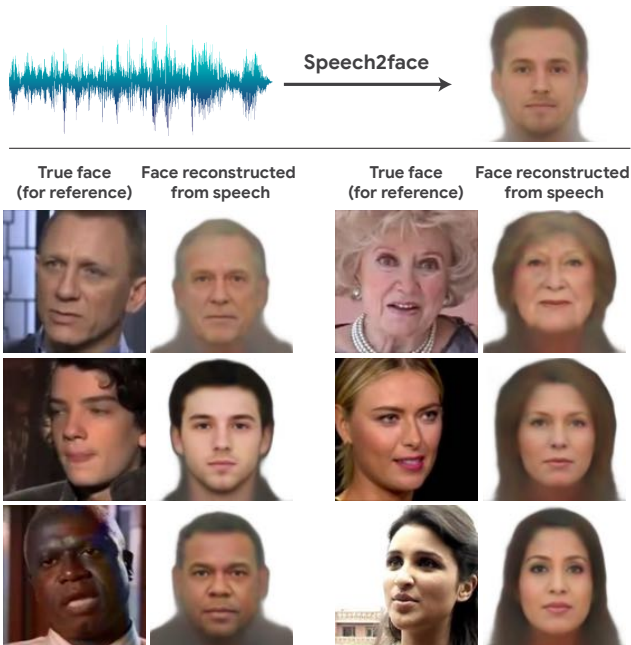 Speech2face
True face
(for reference)
Face reconstructed
from speech
True face
(for reference)
Face reconstructed
from speech